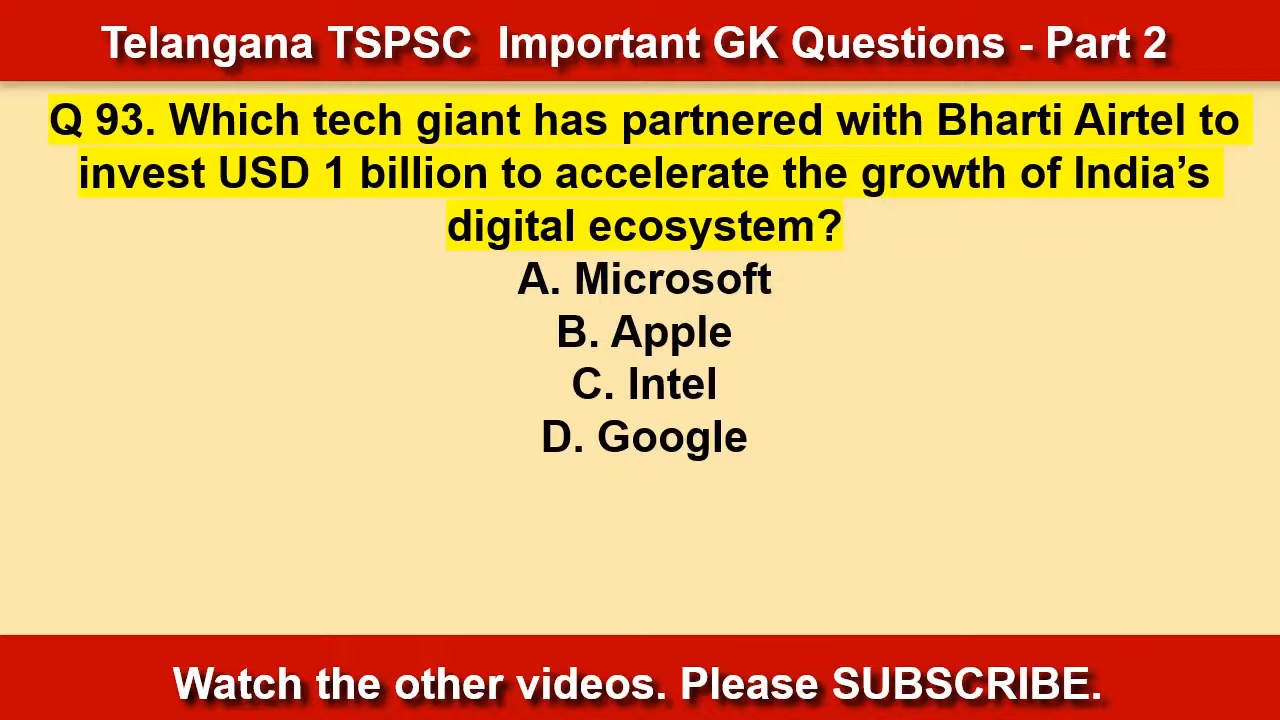 Telangana TSPSC  Important GK Questions - Part 2
Q 93. Which tech giant has partnered with Bharti Airtel to
invest USD 1 billion to accelerate the growth of India’s
digital ecosystem?
A. Microsoft
B. Apple
C. Intel
D. Google
Watch the other videos. Please SUBSCRIBE.